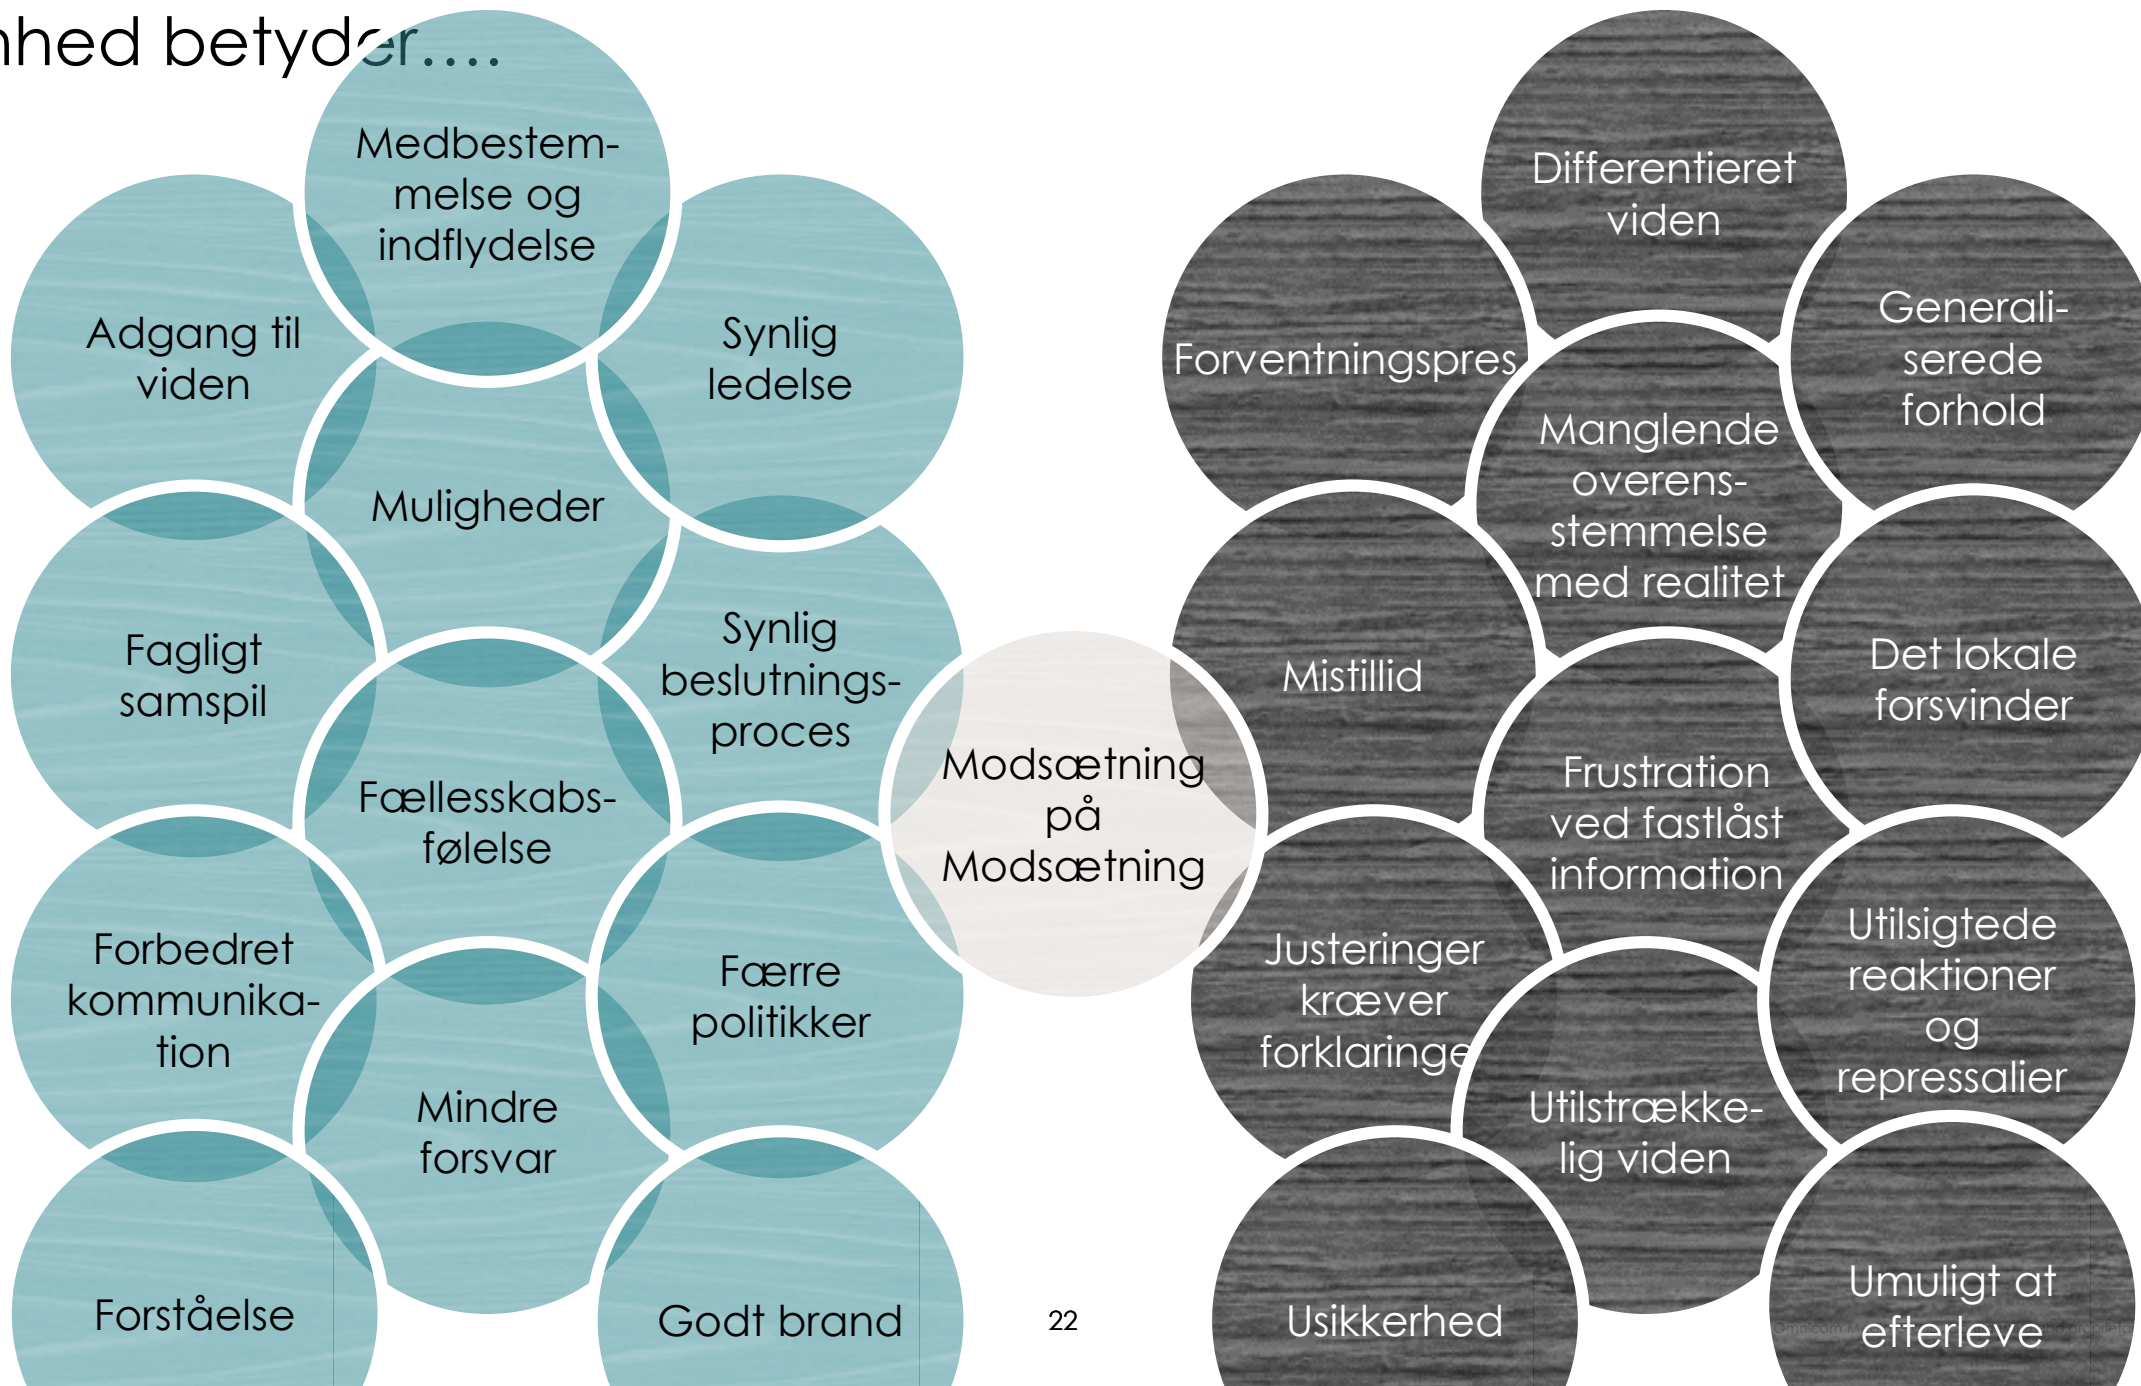 nhed betyder....
Medbestem-
melse og
indflydelse
Adgang til
viden
Synlig
ledelse
Muligheder
Fagligt
samspil
Synlig
beslutnings-
proces
Fællesskabs-
følelse
Forbedret
kommunika-
tion
Færre
politikker
Mindre
forsvar
Forståelse
Godt brand
Modsætning
på
Modsætning
22
Differentieret
viden
Forventningspres
Generali-
serede
forhold
Manglende
overens-
stemmelse
med realitet
Mistillid
Det lokale
forsvinder
Frustration
ved fastlåst
information
Justeringer
kræver
forklaringe
Utilsigtede
reaktioner
og
repressalier
Utilstrække-
lig viden
Usikkerhed
Umuligt at
efterleve
Omnicom